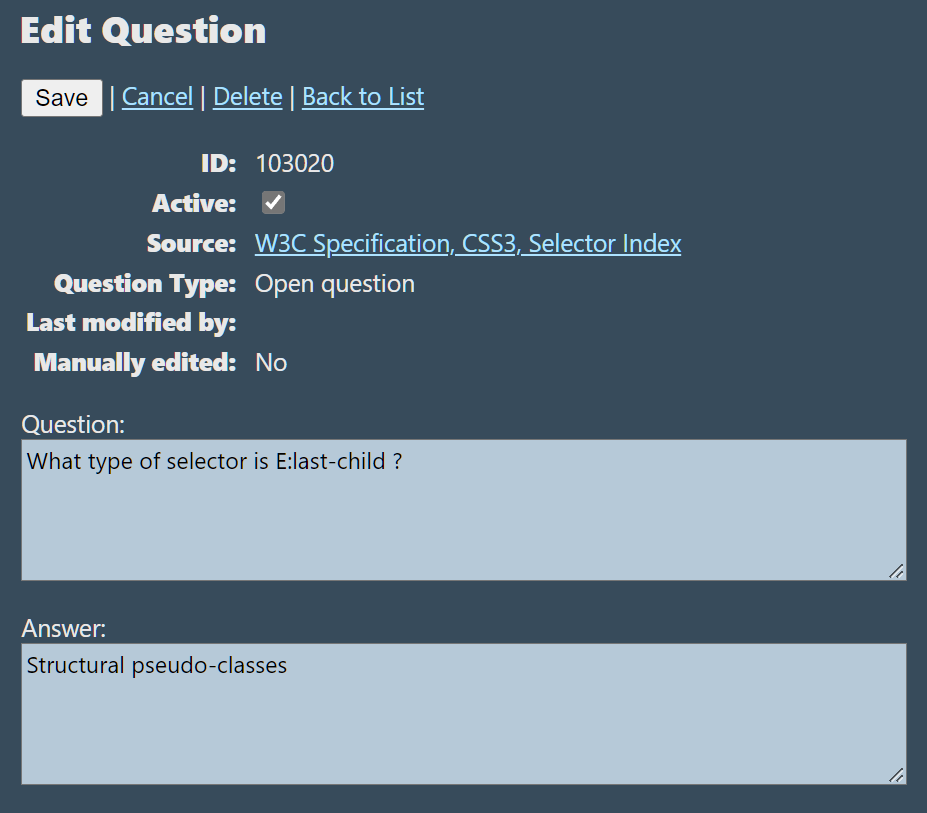 Edit Question
Save | Cancel | Delete | Back to List
ID: 103020
Active:
Source: W3C Specification, CSS3, Selector Index
Question Type: Open question
Last modified by:
Manually edited: No
Question:
What type of selector is E:last-child ?
Answer:
Structural pseudo-classes